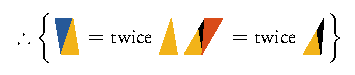 ∴ { = twice = twice }